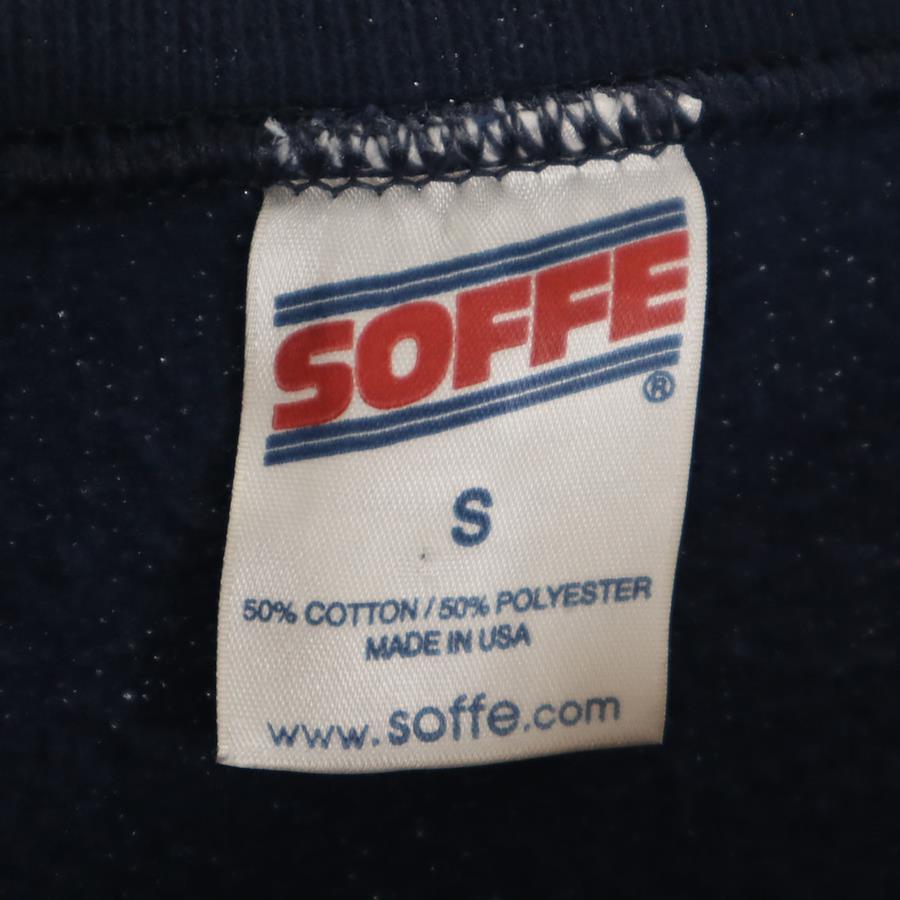 SOFFE
®
S
50% COTTON / 50% POLYESTER
MADE IN USA
www.soffe.com